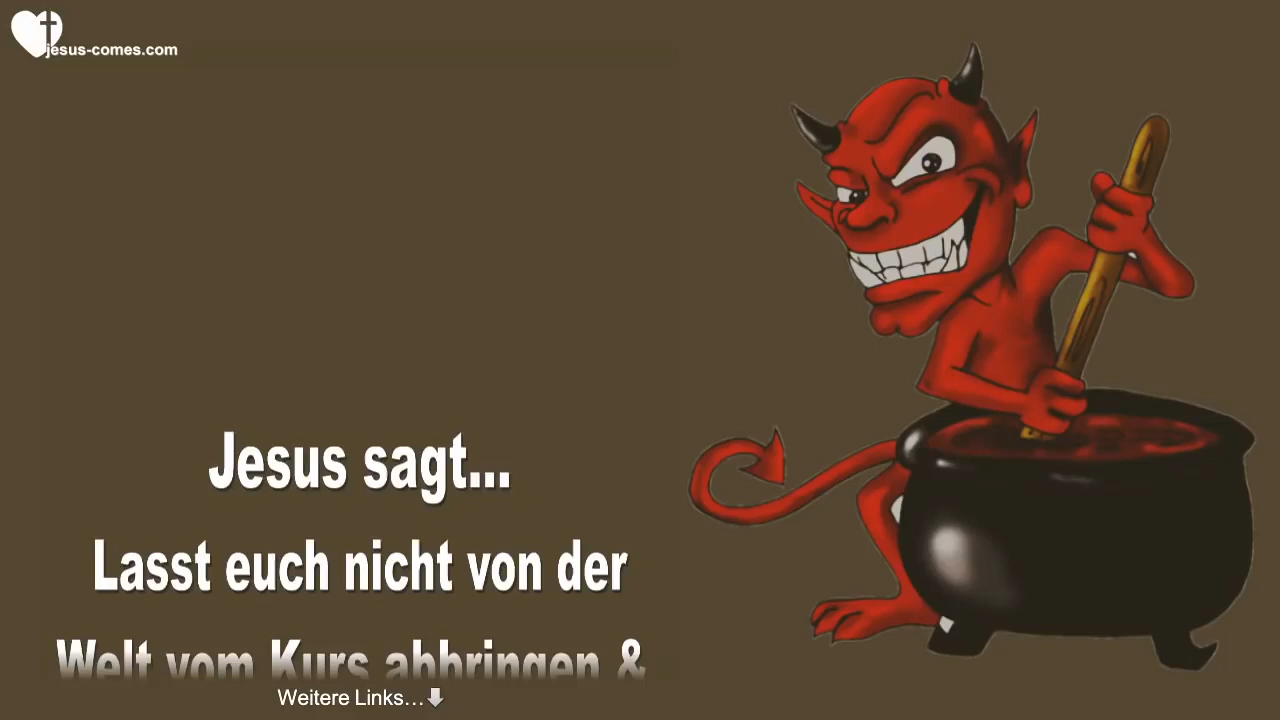 jesus-comes.com
Jesus sagt...
Lasst euch nicht von der
Welt vom Kurs abbringen &
Weitere Links...